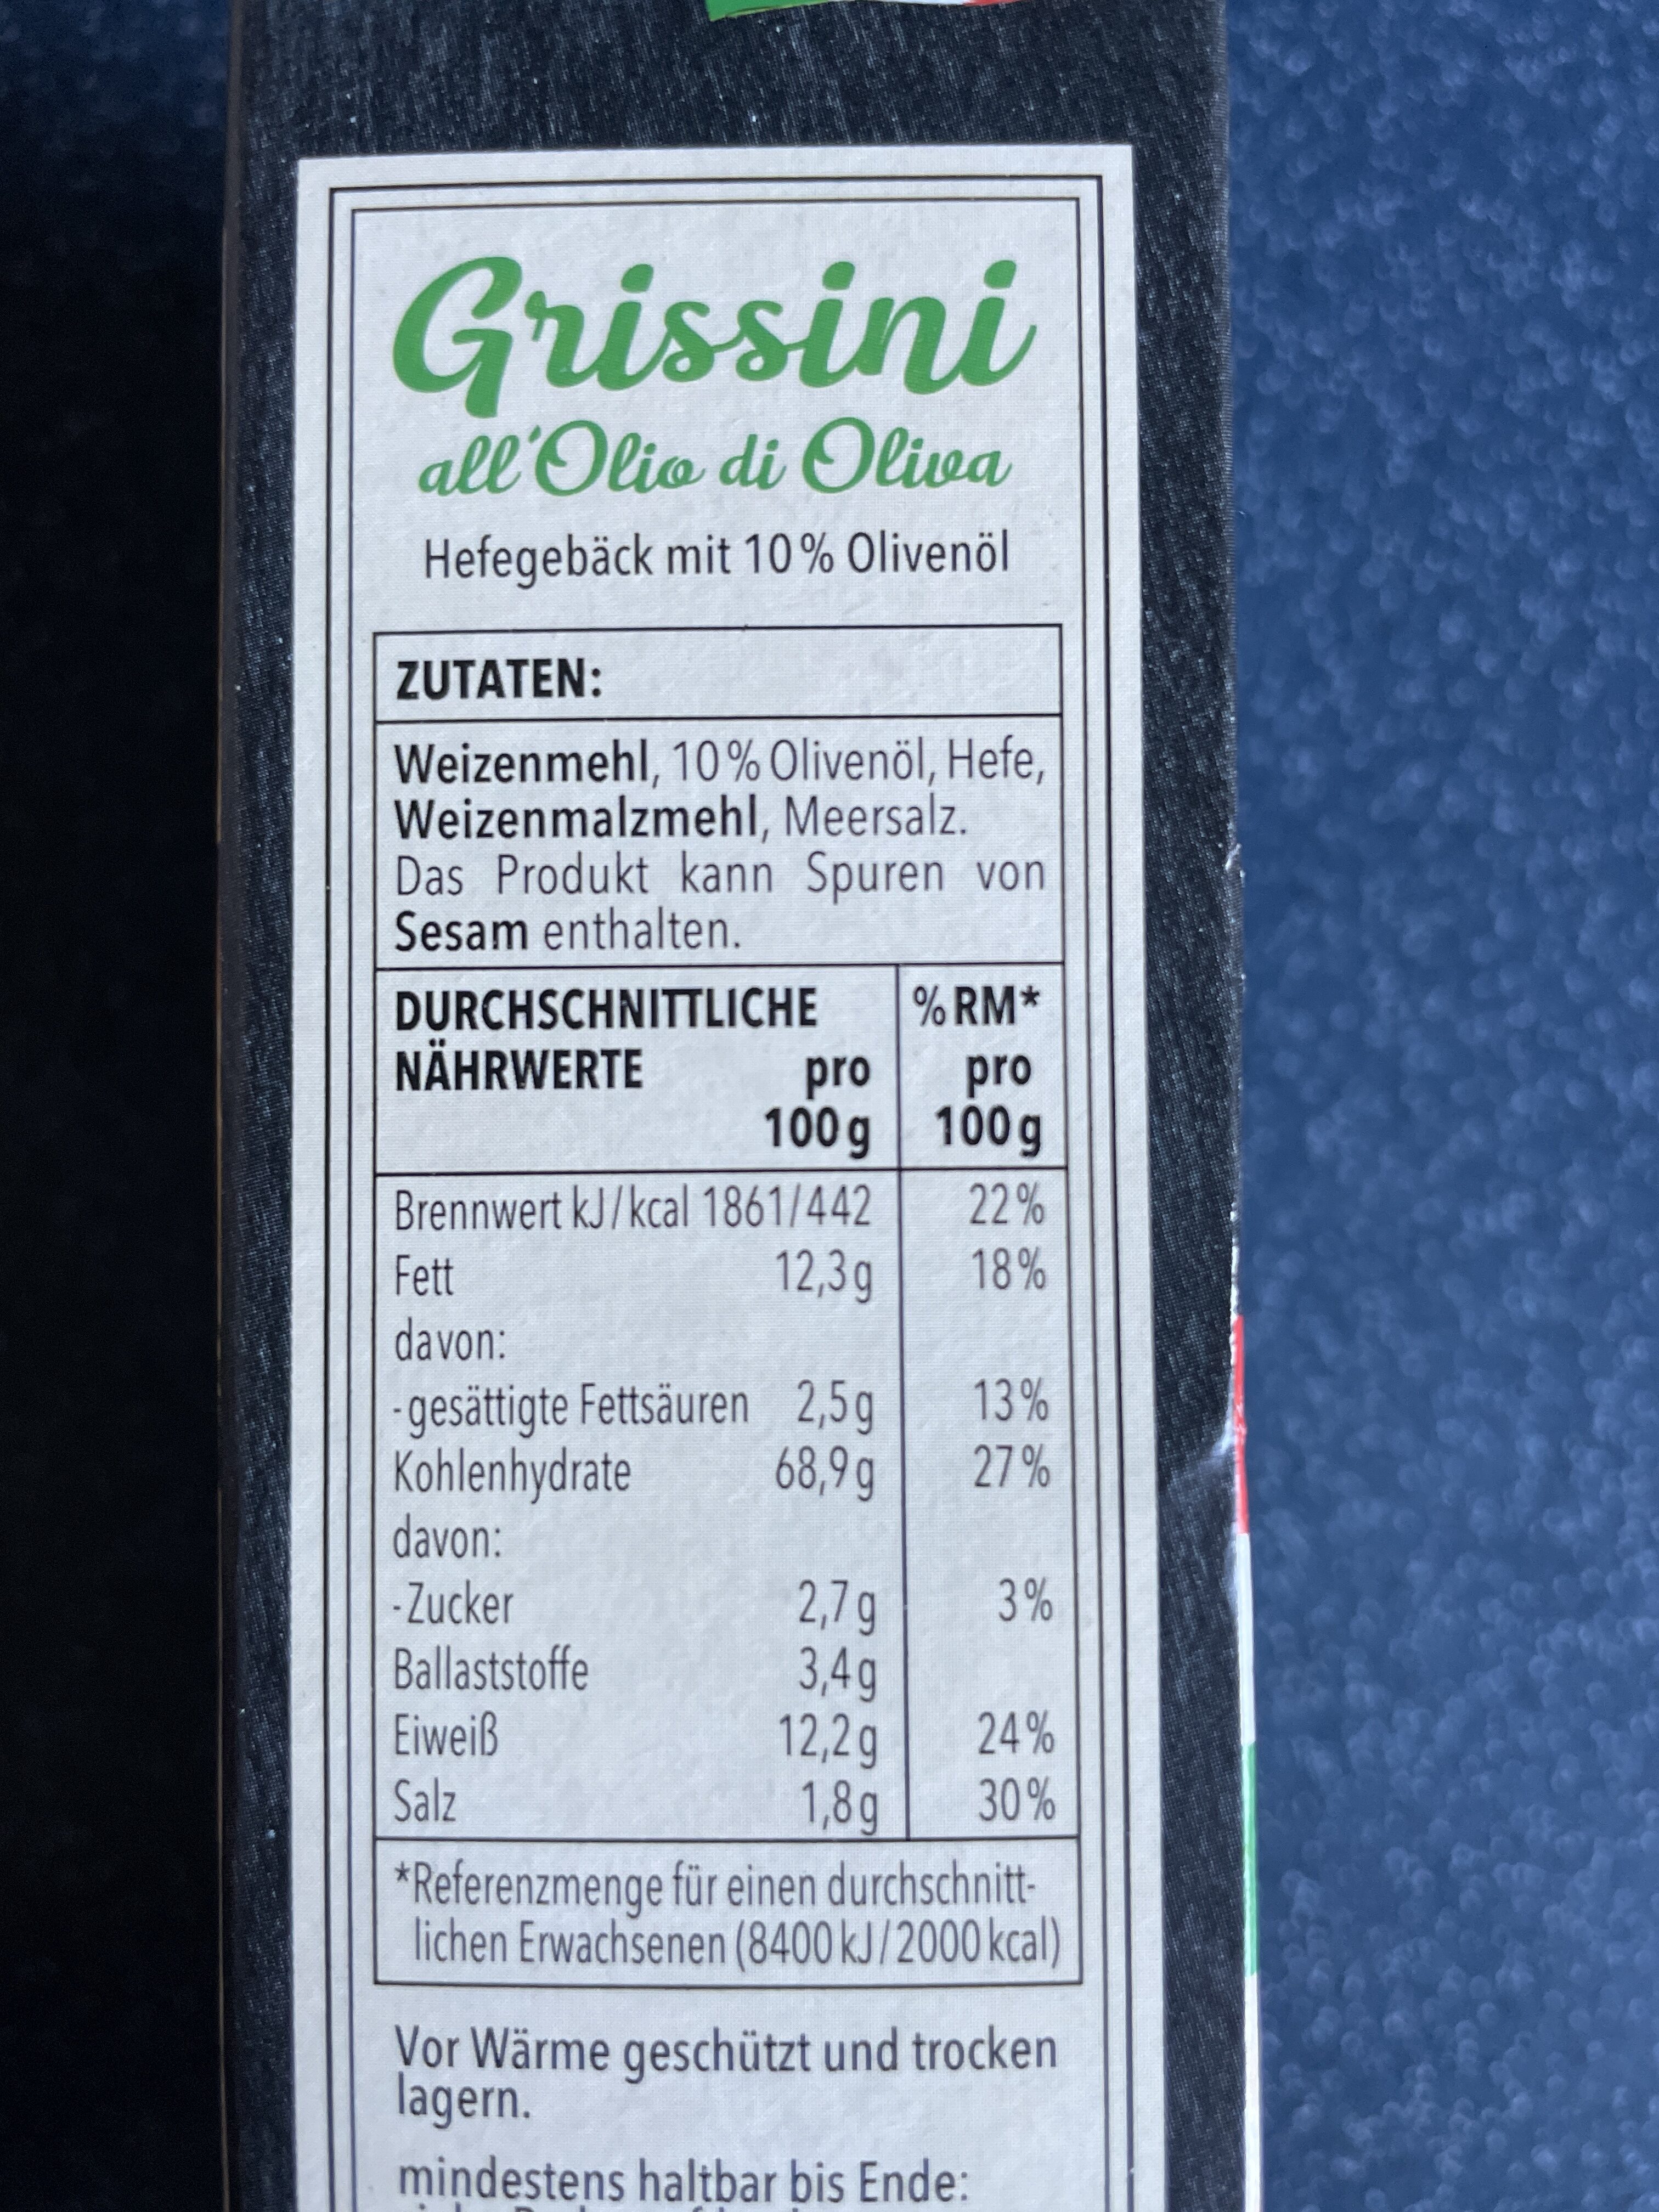 Grissini
all'Olio di Oliva
Hefegebäck mit 10% Olivenöl
ZUTATEN:
Weizenmehl, 10% Olivenöl, Hefe,
Weizenmalzmehl, Meersalz.
Das Produkt kann Spuren von
Sesam enthalten.
DURCHSCHNITTLICHE %RM*
NÄHRWERTE pro pro
100g 100g
Brennwert kJ/kcal 1861/442 22%
Fett 12,3g 18%
davon:
-gesättigte Fettsäuren 2,5g 13%
Kohlenhydrate 68,9g 27%
davon:
-Zucker 2,7g 3%
Ballaststoffe 3,4g
Eiweiß 12,2g 24%
Salz 1,8g 30%
*Referenzmenge für einen durchschnitt-
lichen Erwachsenen (8400kJ/2000kcal)
Vor Wärme geschützt und trocken
lagern.
mindestens haltbar bis Ende: